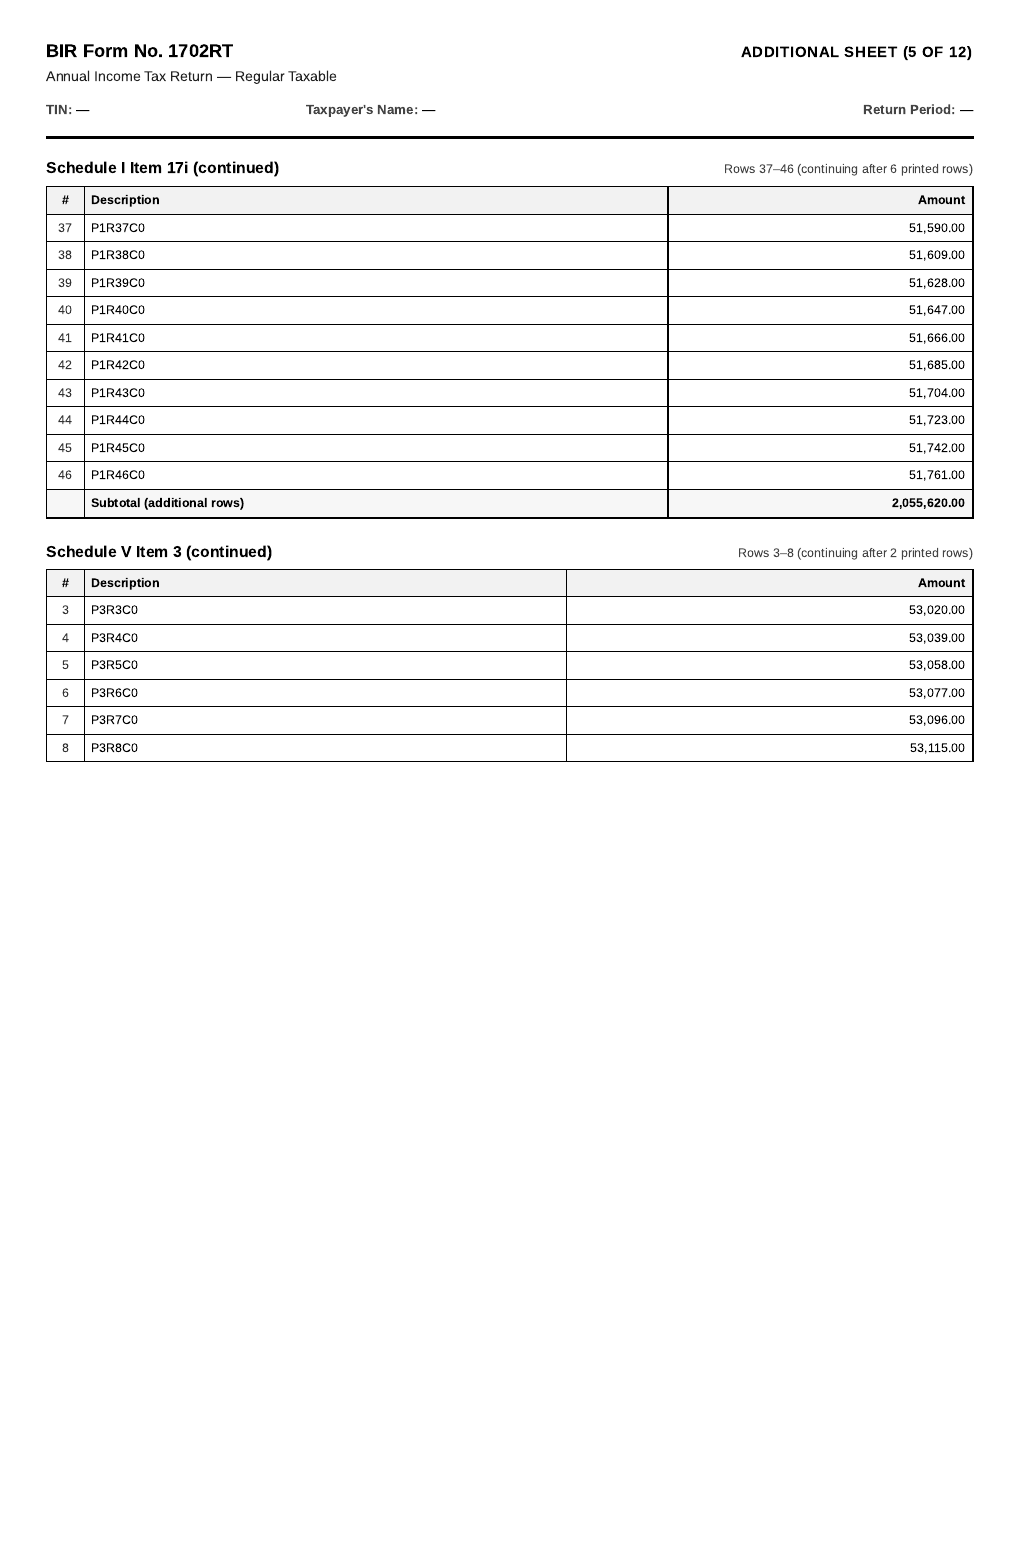 BIR Form No. 1702RT
ADDITIONAL SHEET (5 OF 12)
Annual Income Tax Return — Regular Taxable
TIN: — Taxpayer's Name: — Return Period: —
Schedule I Item 17i (continued) Rows 37–46 (continuing after 6 printed rows)
# Description Amount
37 P1R37C0 51,590.00
38 P1R38C0 51,609.00
39 P1R39C0 51,628.00
40 P1R40C0 51,647.00
41 P1R41C0 51,666.00
42 P1R42C0 51,685.00
43 P1R43C0 51,704.00
44 P1R44C0 51,723.00
45 P1R45C0 51,742.00
46 P1R46C0 51,761.00
Subtotal (additional rows) 2,055,620.00
Schedule V Item 3 (continued) Rows 3–8 (continuing after 2 printed rows)
# Description Amount
3 P3R3C0 53,020.00
4 P3R4C0 53,039.00
5 P3R5C0 53,058.00
6 P3R6C0 53,077.00
7 P3R7C0 53,096.00
8 P3R8C0 53,115.00